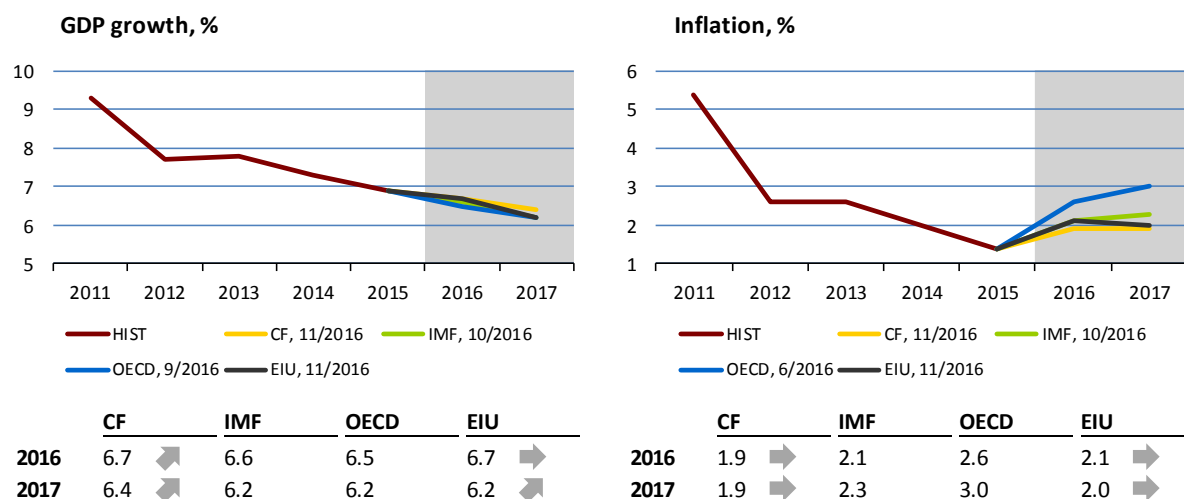 GDP growth, %
10
9
8
7
6
5
2011 2012 2013 2014 2015 2016 2017
HIST CF, 11/2016 IMF, 10/2016
OECD, 9/2016 EIU, 11/2016
CF IMF OECD EIU
2016 6.7 6.6 6.5 6.7
2017 6.4 6.2 6.2 6.2
Inflation, %
6
5
4
3
2
1
2011 2012 2013 2014 2015 2016 2017
HIST CF, 11/2016 IMF, 10/2016
OECD, 6/2016 EIU, 11/2016
CF IMF OECD EIU
2016 1.9 2.1 2.6 2.1
2017 1.9 2.3 3.0 2.0